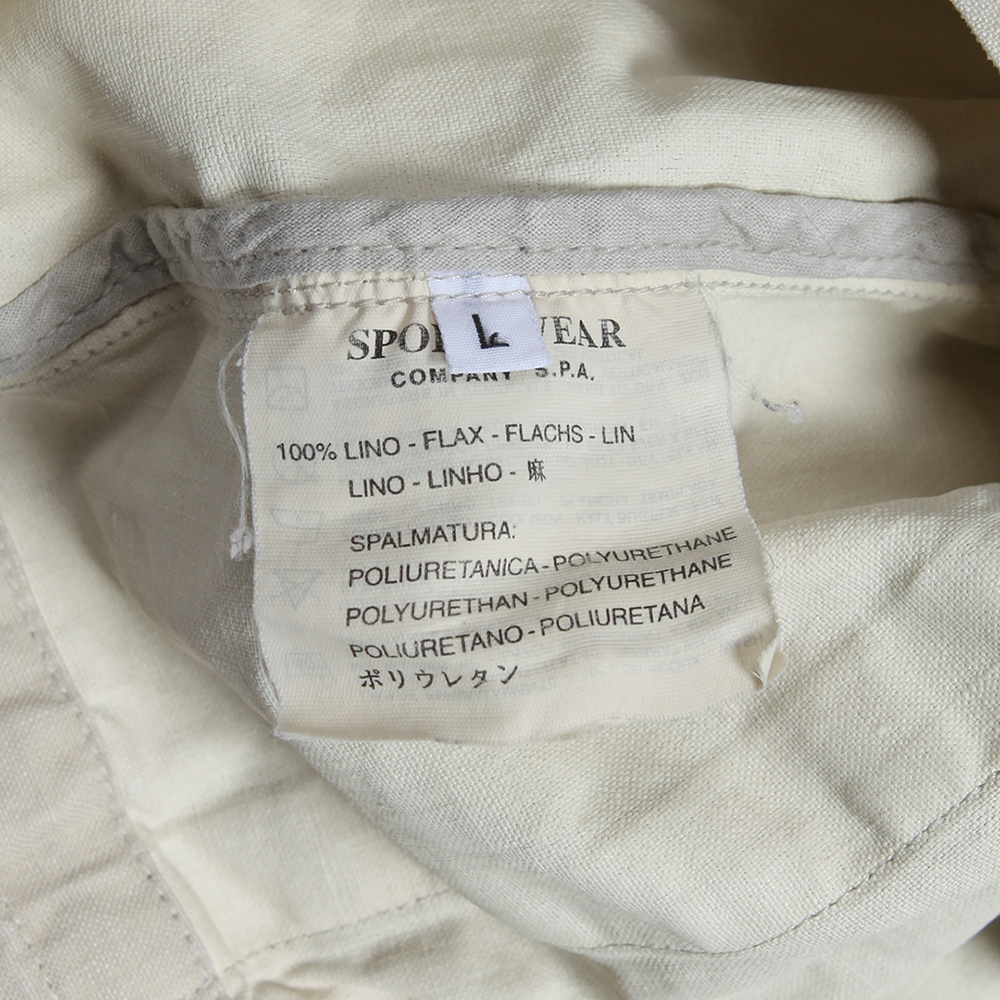 L
SPOR WEAR
COMPANY S.P.A.
100% LINO - FLAX - FLACHS - LIN
LINO - LINHO - 麻
SPALMATURA:
POLIURETANICA - POLYURETHANE
POLYURETHAN - POLYURETHANE
POLIURETANO - POLIURETANA
ポリウレタン